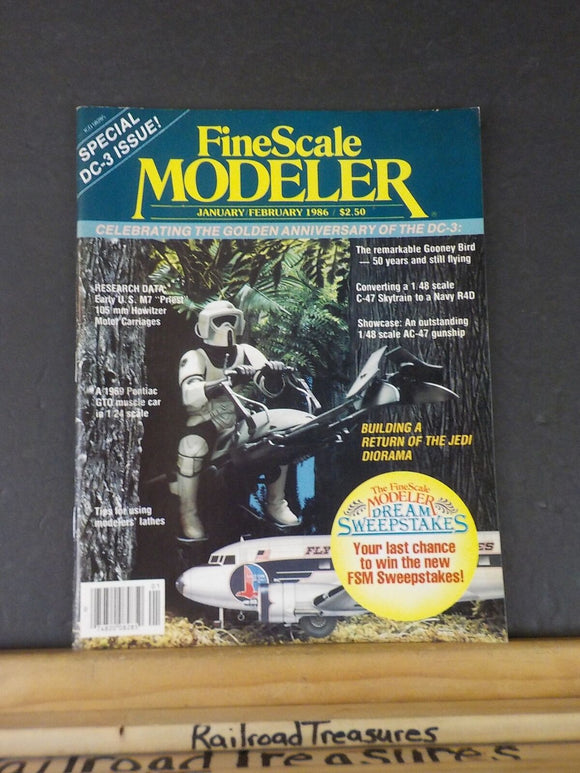 SPECIAL
DC-3 ISSUE!
FineScale
MODELER
JANUARY/FEBRUARY 1986 / $2.50
CELEBRATING THE GOLDEN ANNIVERSARY OF THE DC-3:
The remarkable Gooney Bird
— 50 years and still flying
Converting a 1/48 scale
C-47 Skytrain to a Navy R4D
Showcase: An outstanding
1/48 scale AC-47 gunship
RESEARCH DATA:
Early U.S. M7 "Priest"
105 mm Howitzer
Motor Carriages
A 1969 Pontiac
GTO muscle car
in 1/24 scale
BUILDING A
RETURN OF THE JEDI
DIORAMA
Tips for using
modelers' lathes
The FineScale
MODELER
DREAM
SWEEPSTAKES
Your last chance
to win the new
FSM Sweepstakes!
FLY
ES
RailroadTreasures
Railroad Treasures